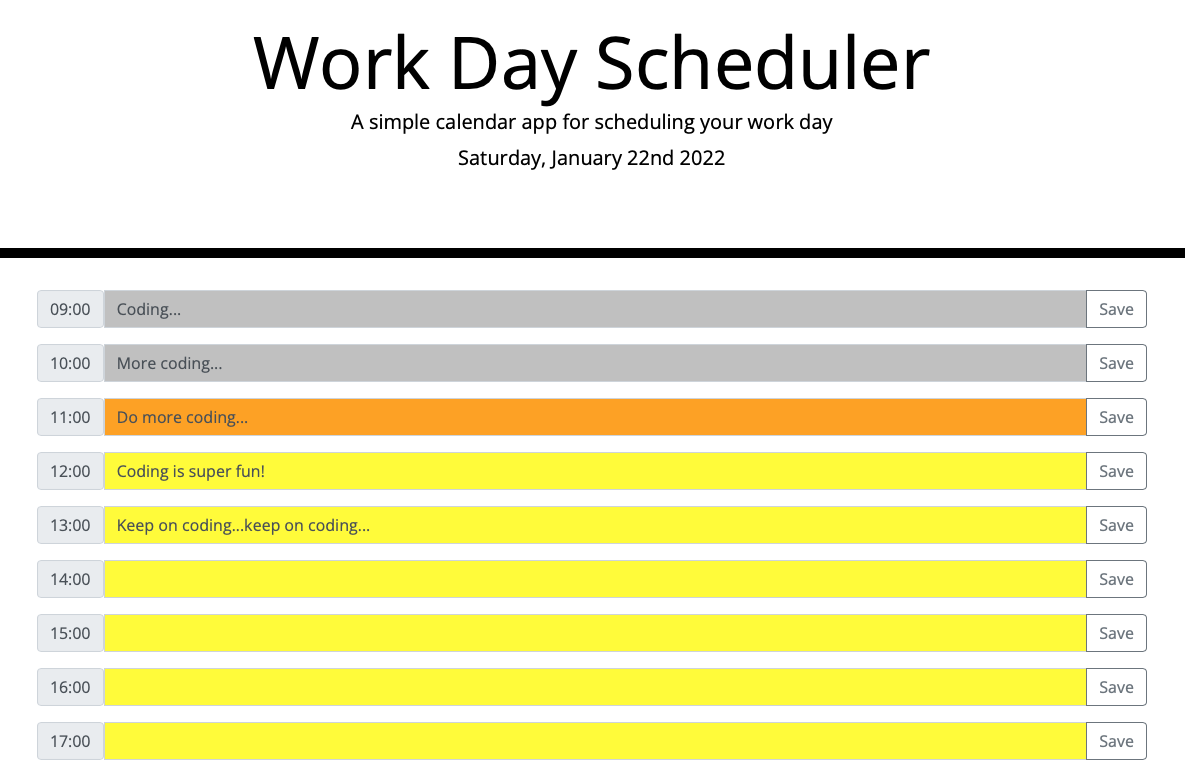 Work Day Scheduler
A simple calendar app for scheduling your work day
Saturday, January 22nd 2022
09:00 Coding... Save
10:00 More coding... Save
11:00 Do more coding... Save
12:00 Coding is super fun! Save
13:00 Keep on coding...keep on coding... Save
14:00 Save
15:00 Save
16:00 Save
17:00 Save